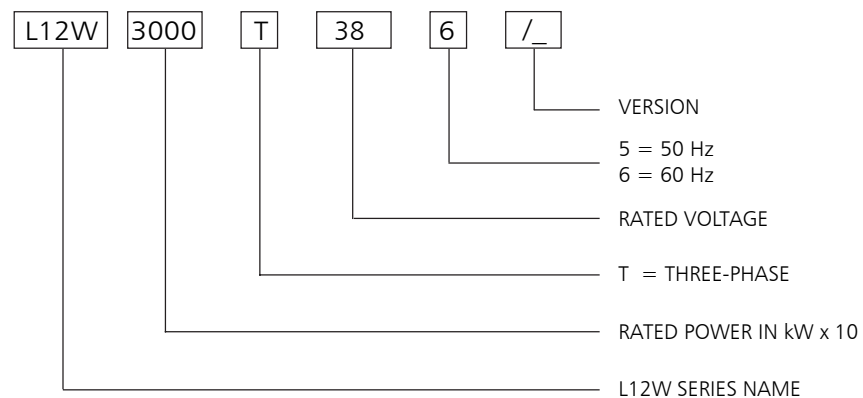 L12W 3000 T 38 6 /_
VERSION
5 = 50 Hz
6 = 60 Hz
RATED VOLTAGE
T = THREE-PHASE
RATED POWER IN kW x 10
L12W SERIES NAME